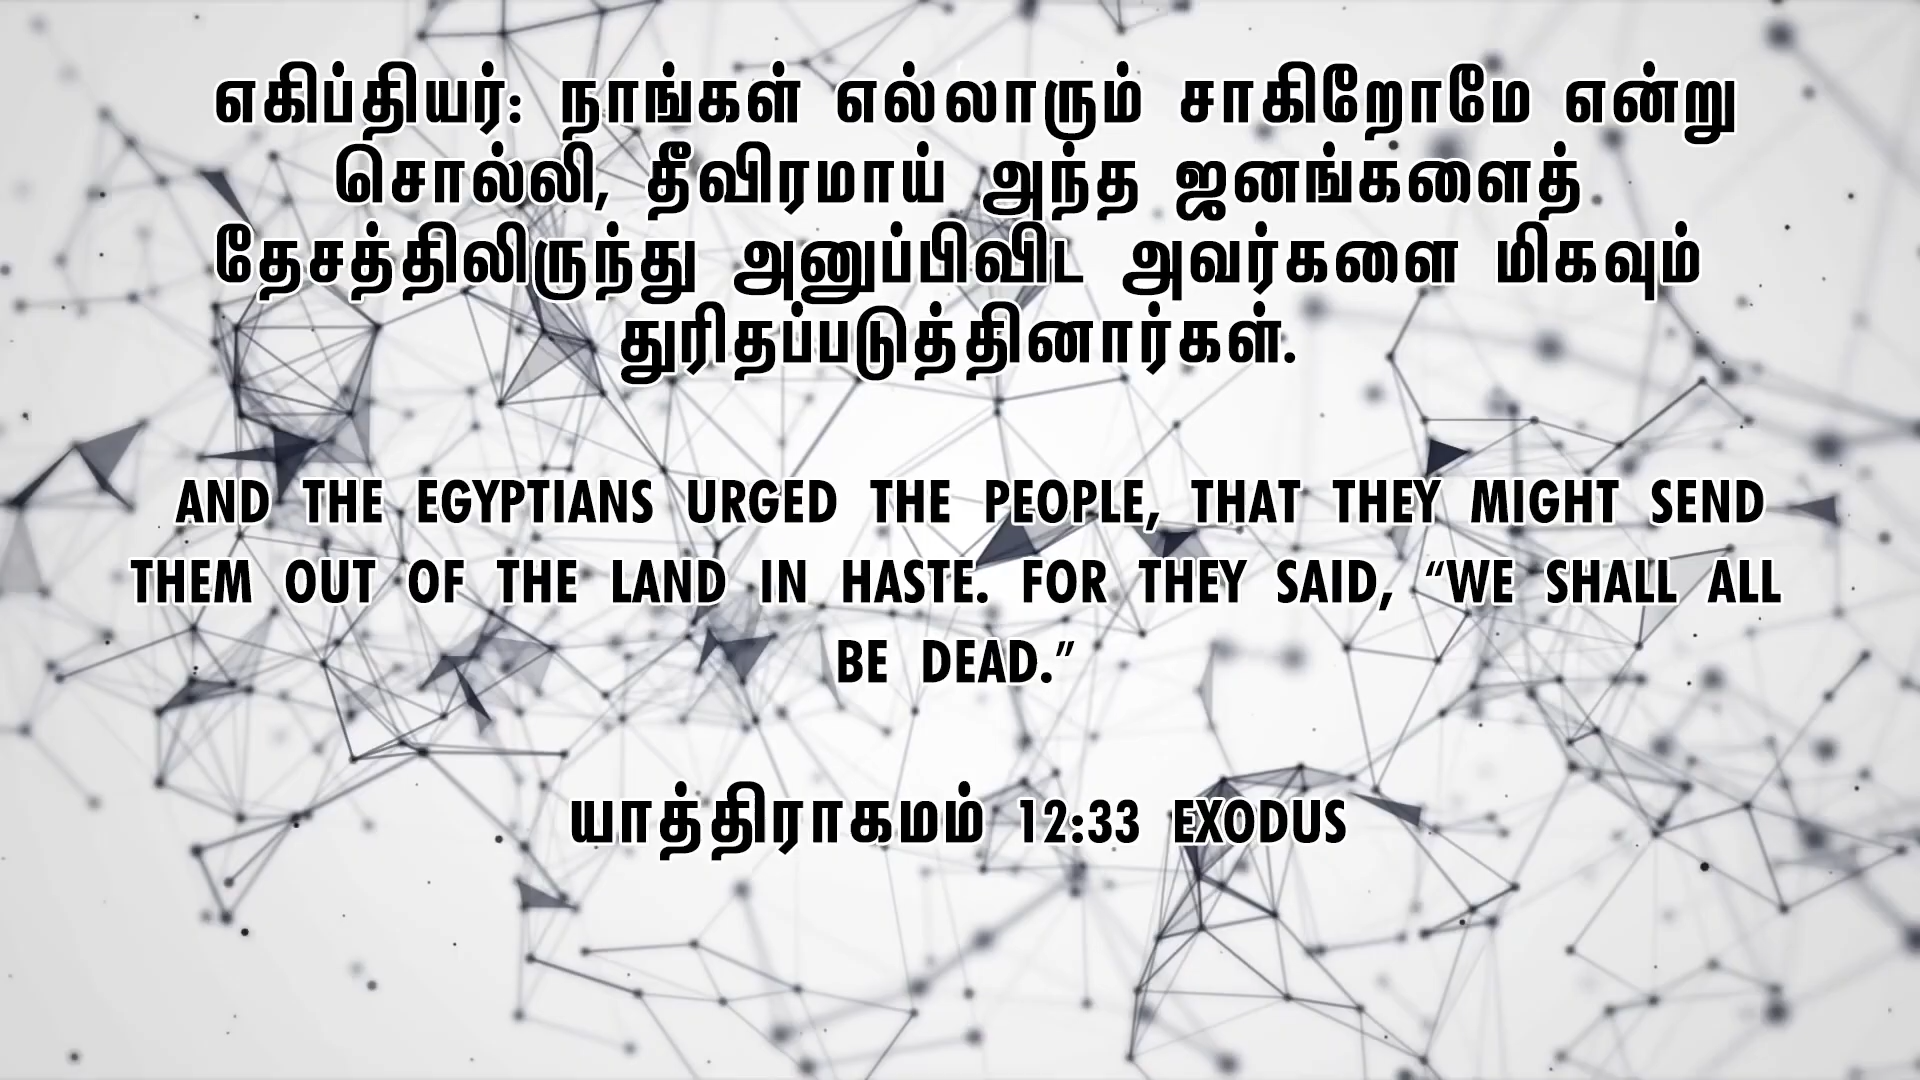 எகிப்தியர்: நாங்கள் எல்லாரும் சாகிறோமே என்று
சொல்லி, தீவிரமாய் அந்த ஜனங்களைத்
தேசத்திலிருந்து அனுப்பிவிட அவர்களை மிகவும்
துரிதப்படுத்தினார்கள்.
AND THE EGYPTIANS URGED THE PEOPLE, THAT THEY MIGHT SEND
THEM OUT OF THE LAND IN HASTE. FOR THEY SAID, “WE SHALL ALL
BE DEAD.”
யாத்திராகமம் 12:33 EXODUS